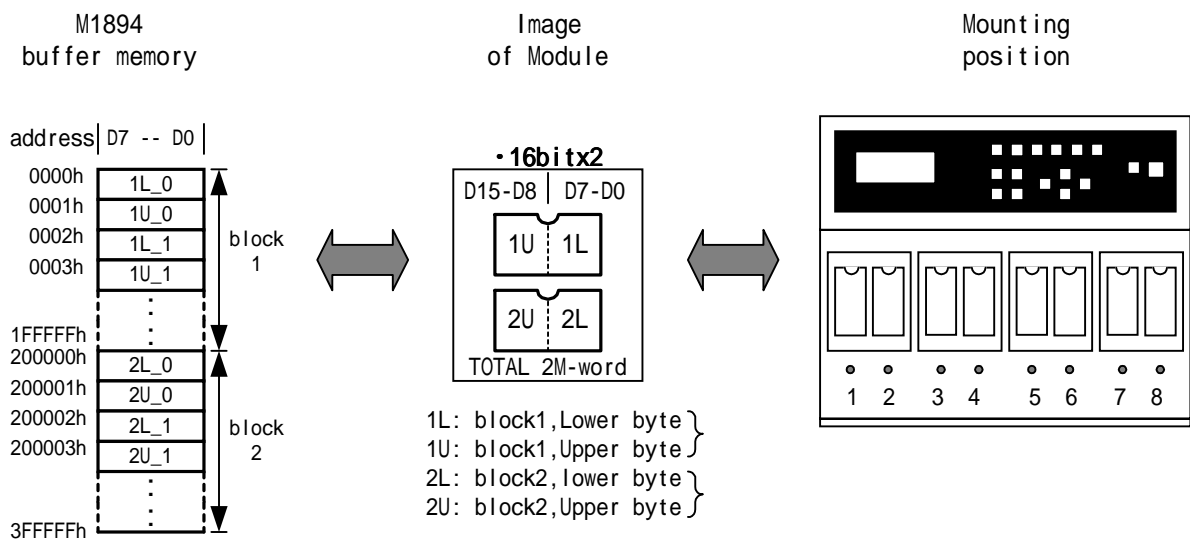 M1894
buffer memory
address D7 -- D0
0000h 1L_0
0001h 1U_0
0002h 1L_1
0003h 1U_1
block
1
1FFFFFh
200000h 2L_0
200001h 2U_0
200002h 2L_1
200003h 2U_1
block
2
3FFFFFh
Image
of Module
・16bitx2
D15-D8 D7-D0
1U 1L
2U 2L
TOTAL 2M-word
1L: block1,Lower byte
1U: block1,Upper byte
2L: block2,lower byte
2U: block2,Upper byte
Mounting
position
1 2 3 4 5 6 7 8